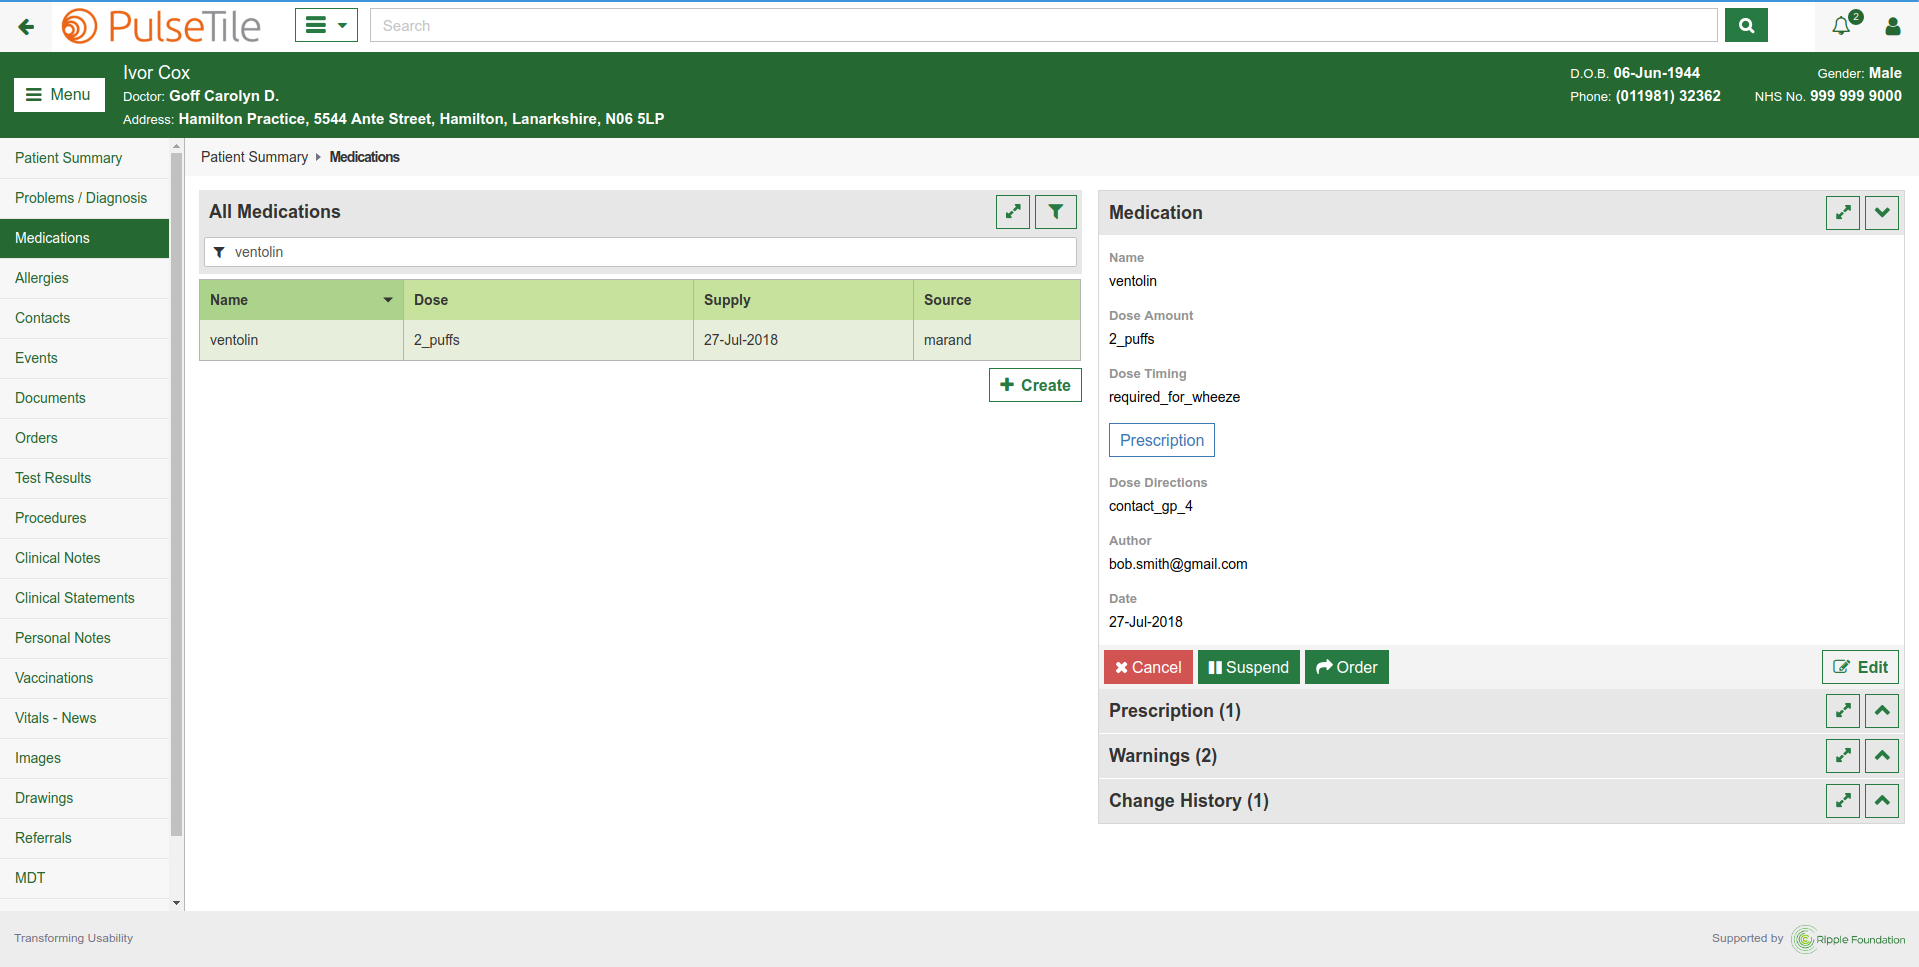 PulseTile
Search
2
Menu
Ivor Cox
Doctor: Goff Carolyn D.
Address: Hamilton Practice, 5544 Ante Street, Hamilton, Lanarkshire, N06 5LP
D.O.B. 06-Jun-1944
Gender: Male
Phone: (011981) 32362
NHS No. 999 999 9000
Patient Summary
Problems / Diagnosis
Medications
Allergies
Contacts
Events
Documents
Orders
Test Results
Procedures
Clinical Notes
Clinical Statements
Personal Notes
Vaccinations
Vitals - News
Images
Drawings
Referrals
MDT
Patient Summary Medications
All Medications
ventolin
Name Dose Supply Source
ventolin 2_puffs 27-Jul-2018 marand
Create
Medication
Name
ventolin
Dose Amount
2_puffs
Dose Timing
required_for_wheeze
Prescription
Dose Directions
contact_gp_4
Author
bob.smith@gmail.com
Date
27-Jul-2018
Cancel Suspend Order Edit
Prescription (1)
Warnings (2)
Change History (1)
Transforming Usability
Supported by Ripple Foundation